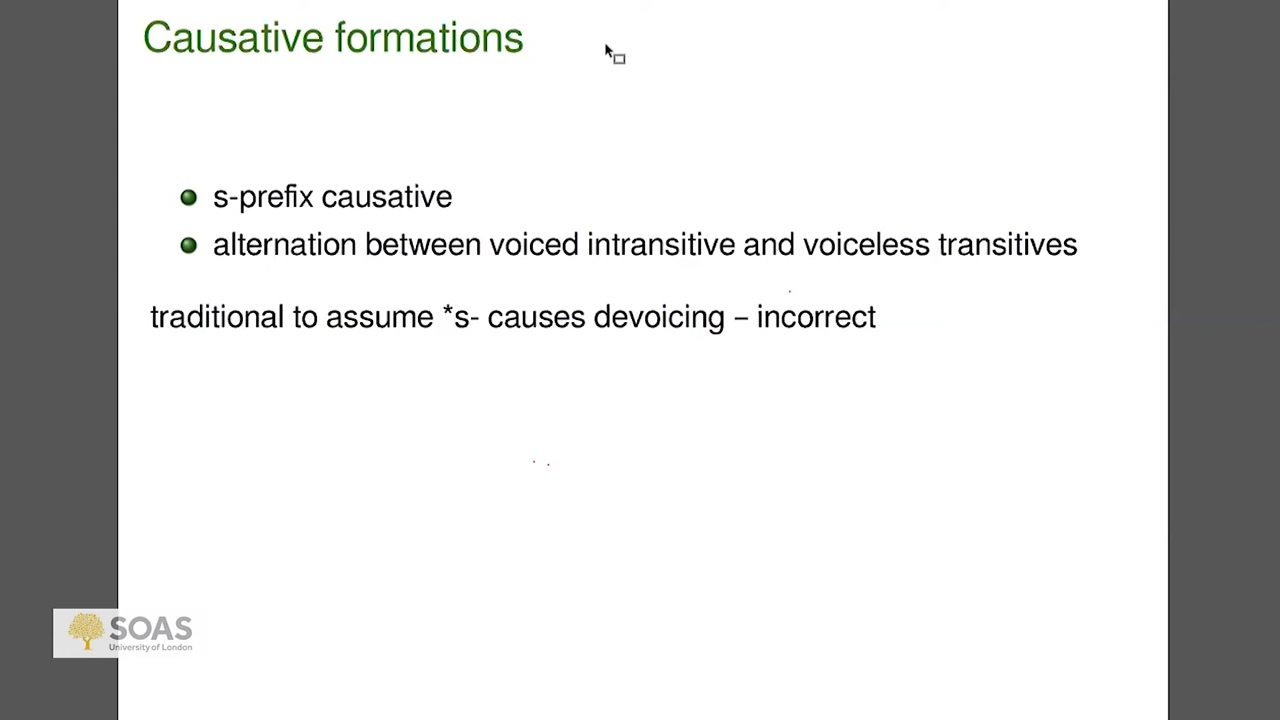 Causative formations
s-prefix causative
alternation between voiced intransitive and voiceless transitives
traditional to assume *s- causes devoicing – incorrect
SOAS
University of London